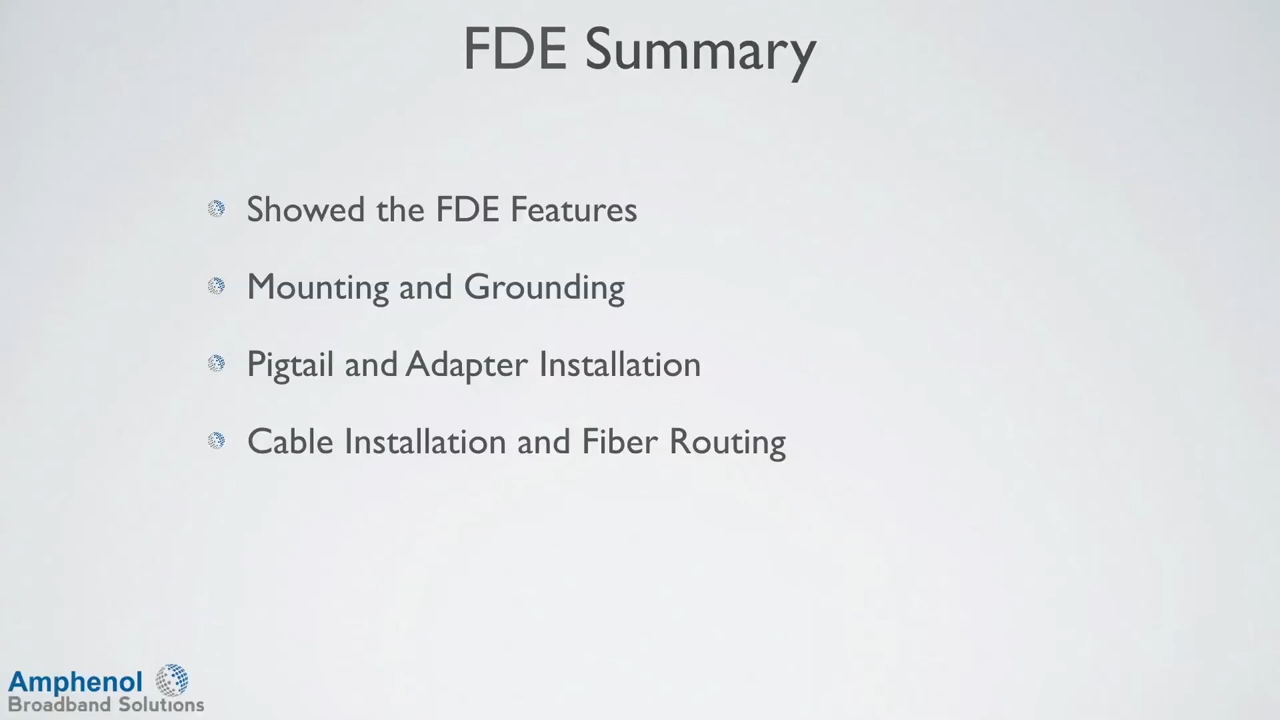 FDE Summary
Showed the FDE Features
Mounting and Grounding
Pigtail and Adapter Installation
Cable Installation and Fiber Routing
Amphenol
Broadband Solutions